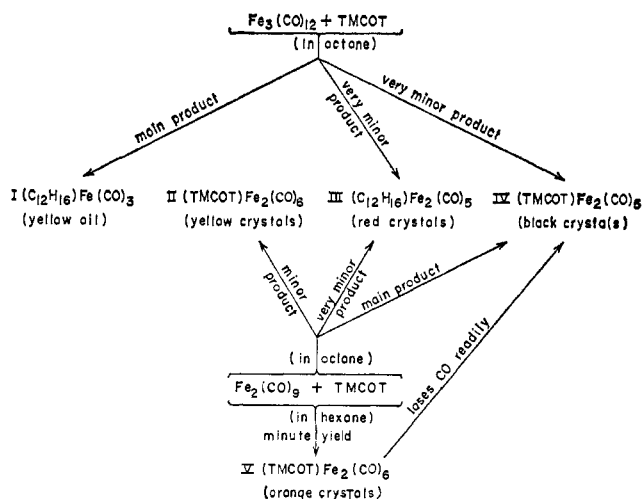 Fe₃(CO)₁₂ + TMCOT
(in octane)
main product
very minor
product
very minor product
I (C₁₂H₁₆)Fe(CO)₃ II (TMCOT)Fe₂(CO)₆ III (C₁₂H₁₆)Fe₂(CO)₅ IV (TMCOT)Fe₂(CO)₅
(yellow oil) (yellow crystals) (red crystals) (black crystals)
minor
product
very minor
product
main product
loses CO readily
(in octane)
Fe₂(CO)₉ + TMCOT
(in hexane)
minute yield
V (TMCOT)Fe₂(CO)₆
(orange crystals)